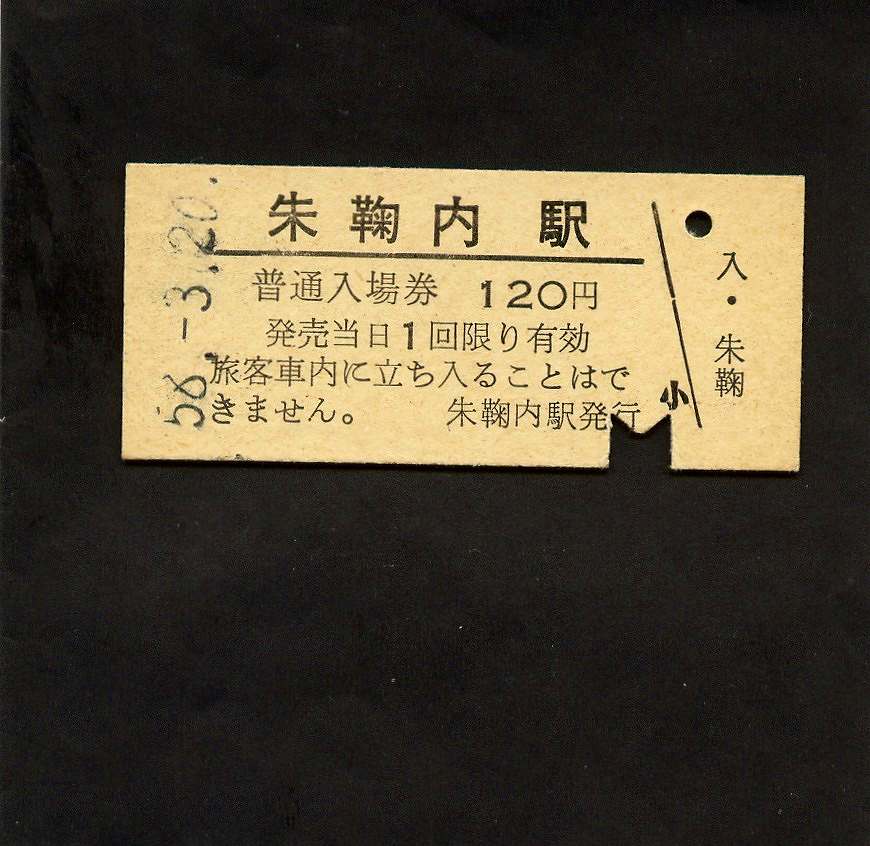 朱鞠内駅
普通入場券 120円
発売当日1回限り有効
旅客車内に立ち入ることはで
きません。 朱鞠内駅発行
小
入・朱鞠
58.-3.20.